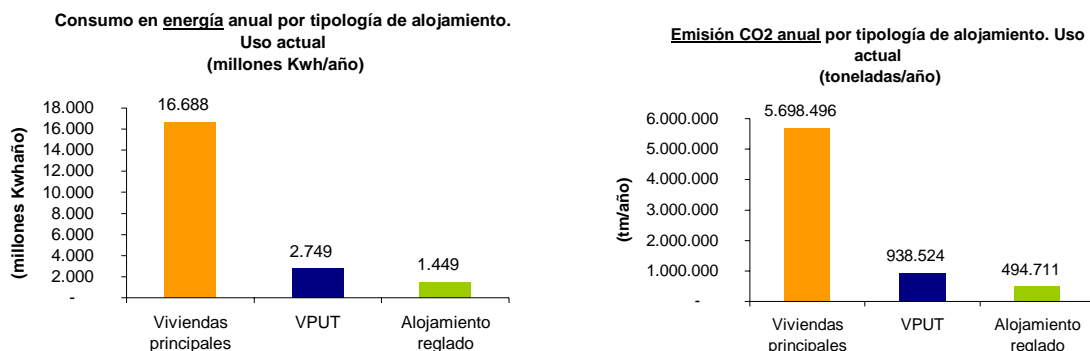 Consumo en energía anual por tipología de alojamiento.
Uso actual
(millones Kwh/año)
(millones Kwhaño)
18.000
16.000
14.000
12.000
10.000
8.000
6.000
4.000
2.000
-
16.688
2.749
1.449
Viviendas
principales
VPUT
Alojamiento
reglado
Emisión CO2 anual por tipología de alojamiento. Uso
actual
(toneladas/año)
(tm/año)
6.000.000
5.000.000
4.000.000
3.000.000
2.000.000
1.000.000
-
5.698.496
938.524
494.711
Viviendas
principales
VPUT
Alojamiento
reglado